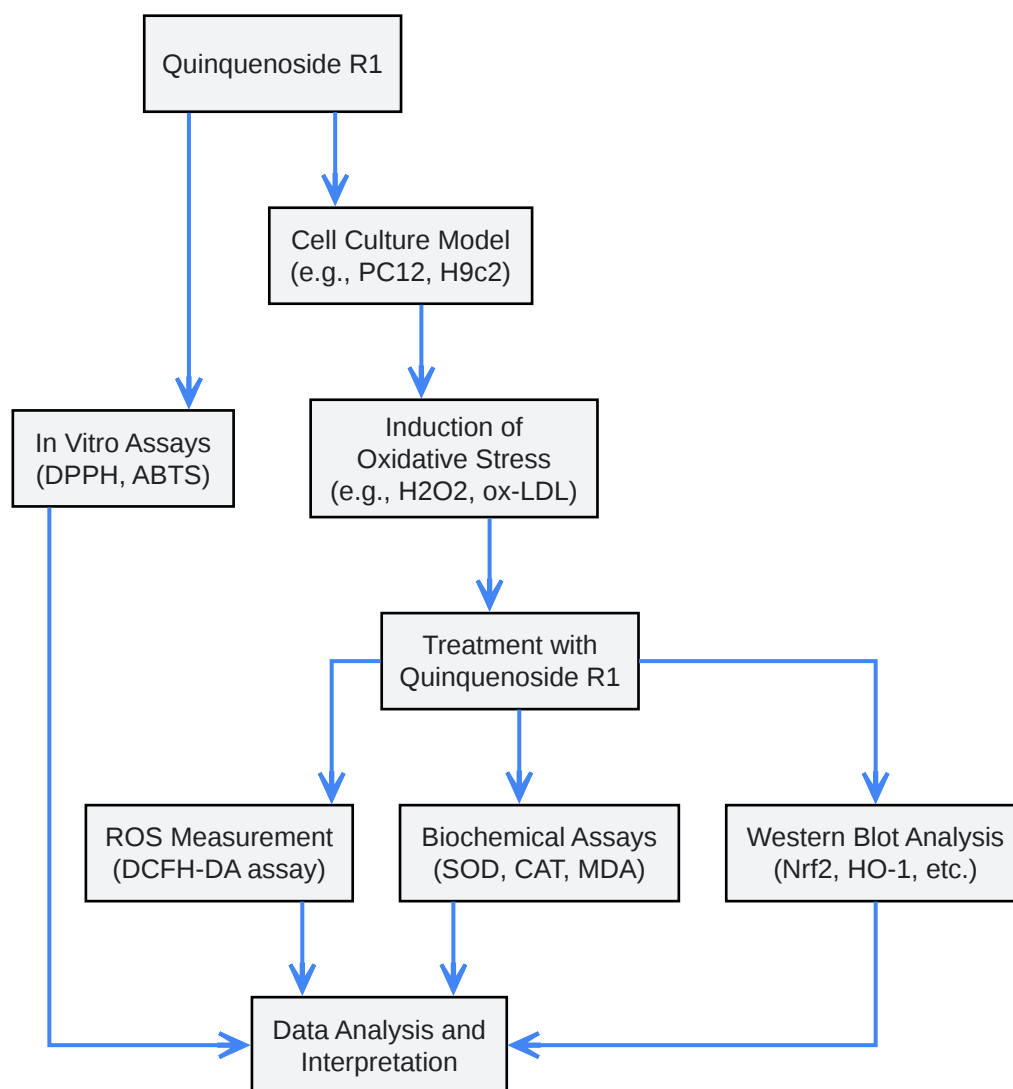 Quinquenoside R1
Cell Culture Model
(e.g., PC12, H9c2)
In Vitro Assays
(DPPH, ABTS)
Induction of
Oxidative Stress
(e.g., H2O2, ox-LDL)
Treatment with
Quinquenoside R1
ROS Measurement
(DCFH-DA assay)
Biochemical Assays
(SOD, CAT, MDA)
Western Blot Analysis
(Nrf2, HO-1, etc.)
Data Analysis and
Interpretation